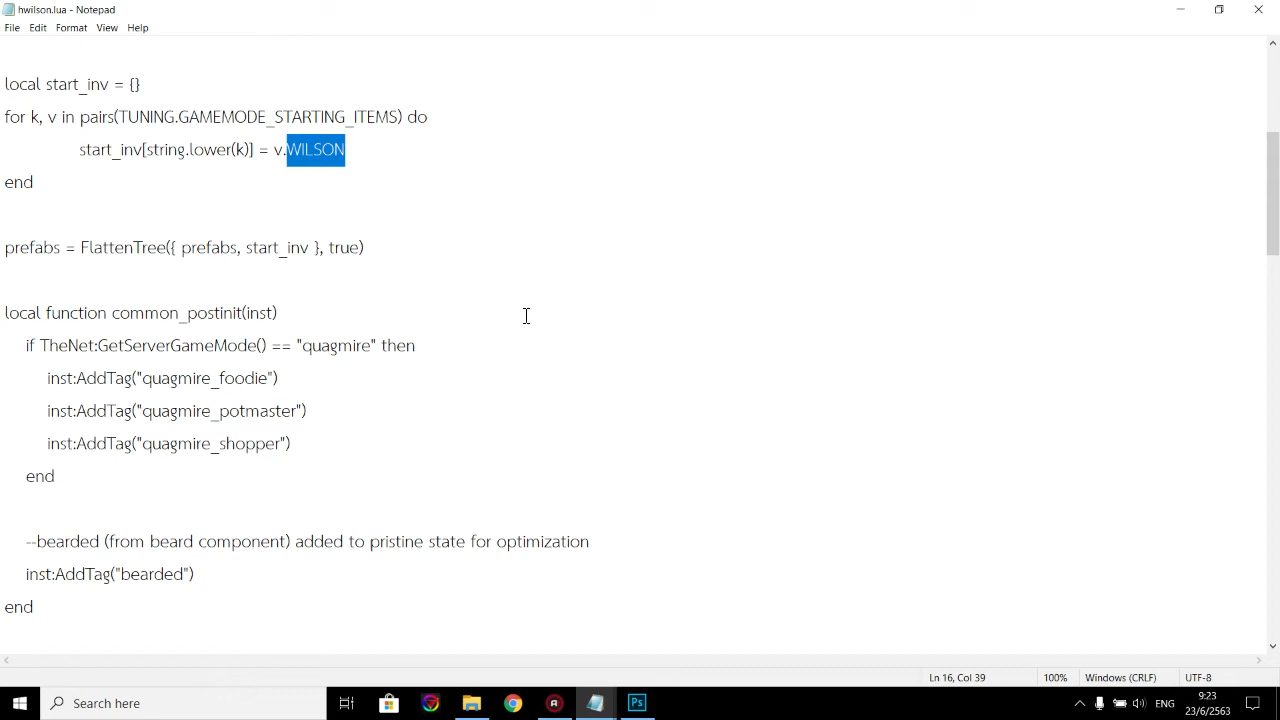 hwilson.lua - Notepad
File Edit Format View Help
local start_inv = {}
for k, v in pairs(TUNING.GAMEMODE_STARTING_ITEMS) do
start_inv[string.lower(k)] = v.WILSON
end
prefabs = FlattenTree({ prefabs, start_inv }, true)
local function common_postinit(inst)
if TheNet:GetServerGameMode() == "quagmire" then
inst:AddTag("quagmire_foodie")
inst:AddTag("quagmire_potmaster")
inst:AddTag("quagmire_shopper")
end
--bearded (from beard component) added to pristine state for optimization
inst:AddTag("bearded")
end
Ln 16, Col 39 100% Windows (CRLF) UTF-8
Search here Ps ENG 9:23
23/6/2563